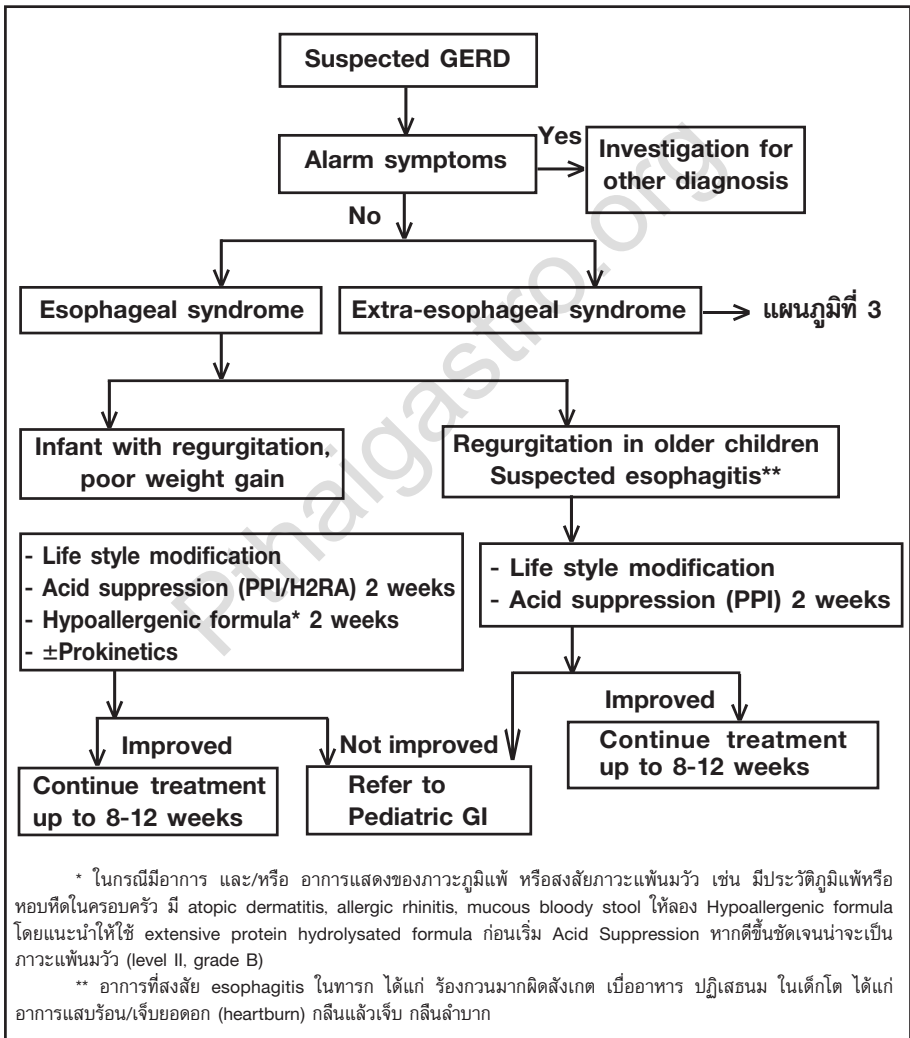 Suspected GERD
Alarm symptoms
Yes
Investigation for
other diagnosis
No
Esophageal syndrome
Extra-esophageal syndrome
แผนภูมิที่ 3
Infant with regurgitation,
poor weight gain
Regurgitation in older children
Suspected esophagitis**
- Life style modification
- Acid suppression (PPI/H2RA) 2 weeks
- Hypoallergenic formula* 2 weeks
- ±Prokinetics
- Life style modification
- Acid suppression (PPI) 2 weeks
Improved
Not improved
Improved
Continue treatment
up to 8-12 weeks
Refer to
Pediatric GI
Continue treatment
up to 8-12 weeks
* ในกรณีมีอาการ และ/หรือ อาการแสดงของภาวะภูมิแพ้ หรือสงสัยภาวะแพ้นมวัว เช่น มีประวัติภูมิแพ้หรือ
หอบหืดในครอบครัว มี atopic dermatitis, allergic rhinitis, mucous bloody stool ให้ลอง Hypoallergenic formula
โดยแนะนำให้ใช้ extensive protein hydrolysated formula ก่อนเริ่ม Acid Suppression หากดีขึ้นชัดเจนน่าจะเป็น
ภาวะแพ้นมวัว (level II, grade B)
** อาการที่สงสัย esophagitis ในทารก ได้แก่ ร้องกวนมากผิดสังเกต เบื่ออาหาร ปฏิเสธนม ในเด็กโต ได้แก่
อาการแสบร้อน/เจ็บยอดอก (heartburn) กลืนแล้วเจ็บ กลืนลำบาก
Pthaigastro.org